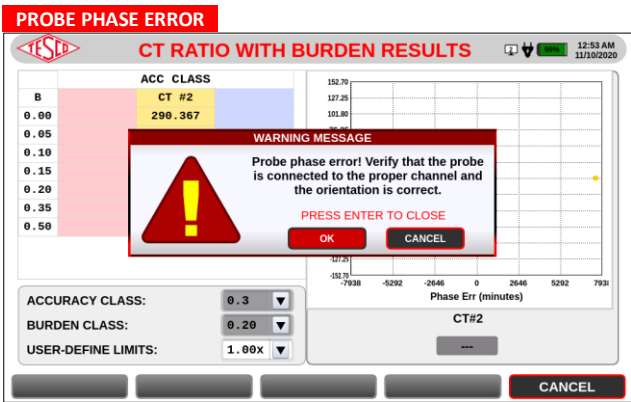 PROBE PHASE ERROR
TESCO
CT RATIO WITH BURDEN RESULTS
2
99%
12:53 AM
11/10/2020
ACC CLASS
B
CT #2
0.00
290.367
0.05
0.10
0.15
0.20
0.35
0.50
152.70
127.25
101.80
WARNING MESSAGE
Probe phase error! Verify that the probe
is connected to the proper channel and
the orientation is correct.
PRESS ENTER TO CLOSE
OK
CANCEL
-127.25
-152.70
-7938
-5292
-2646
0
2646
5292
7938
Phase Err (minutes)
CT#2
---
ACCURACY CLASS:
0.3
BURDEN CLASS:
0.20
USER-DEFINE LIMITS:
1.00x
CANCEL